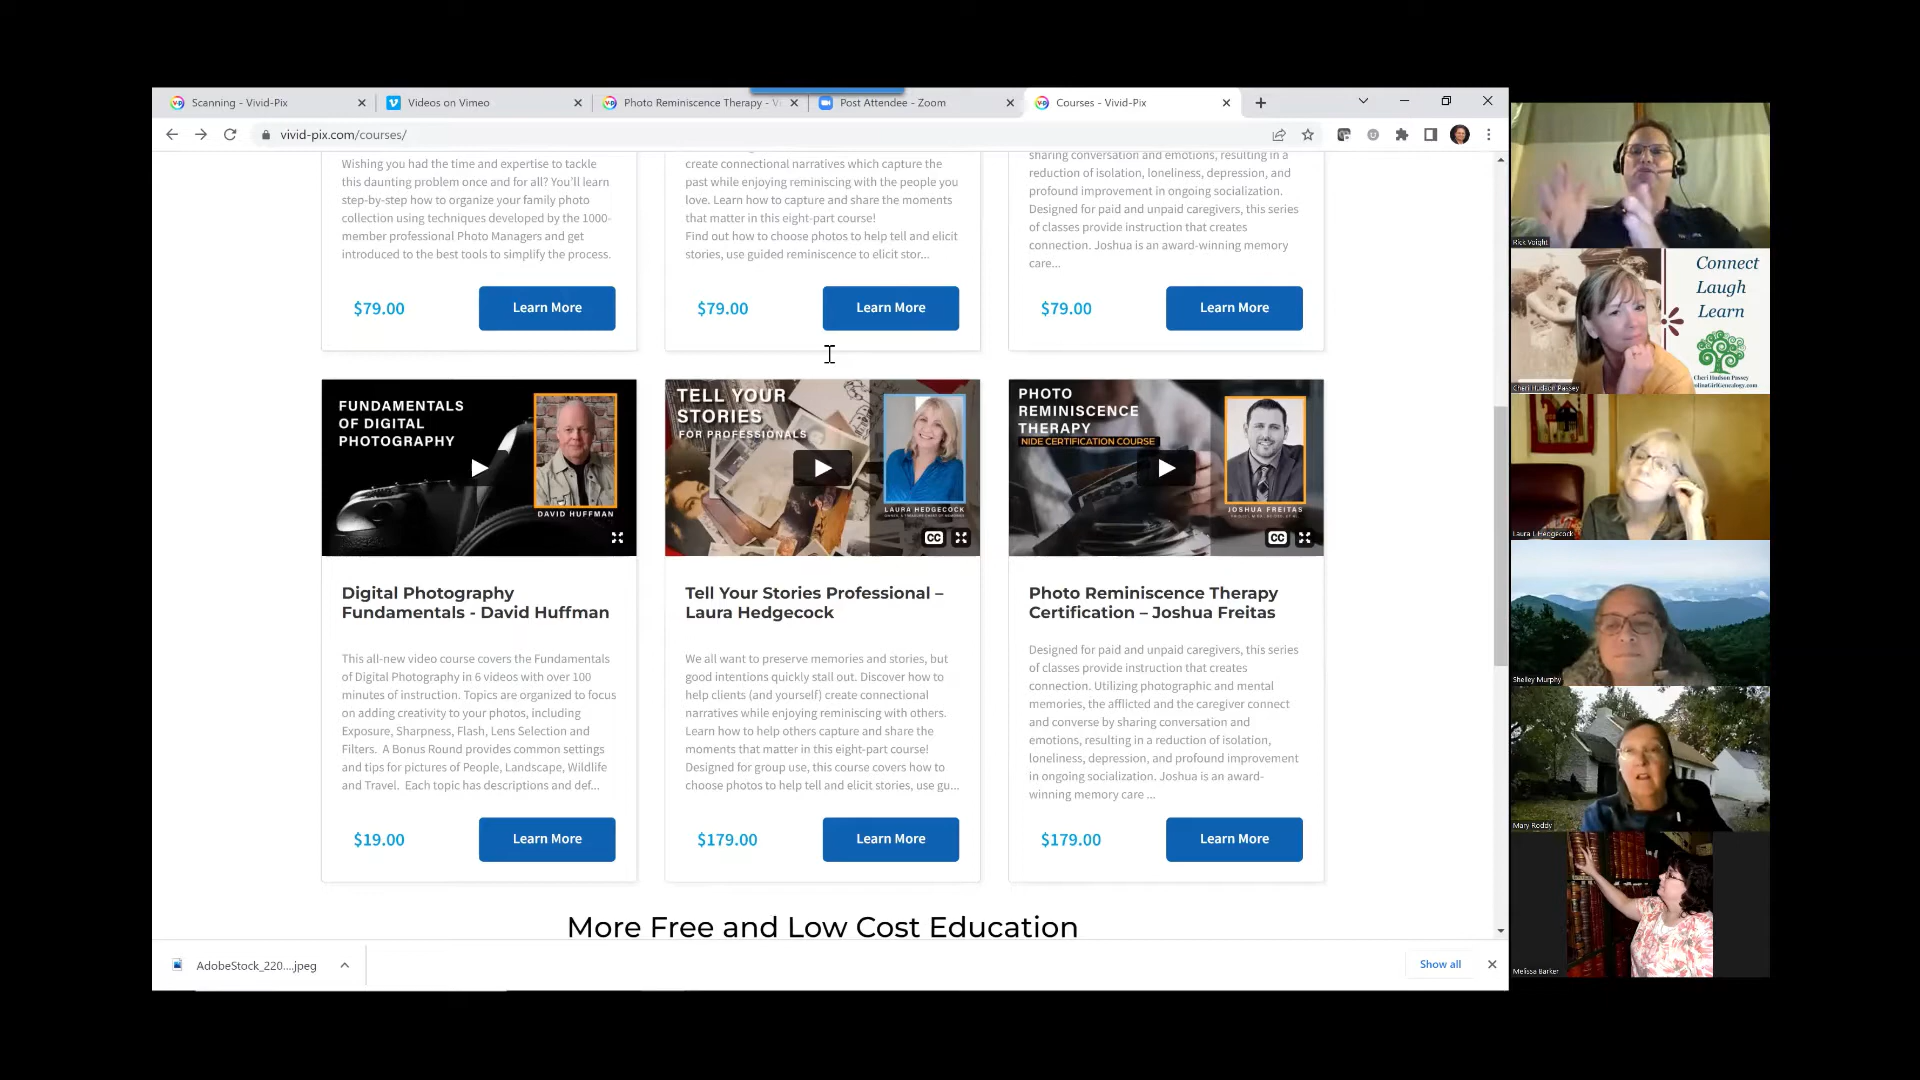 Scanning - Vivid-Pix
Videos on Vimeo
Photo Reminiscence Therapy - V
Post Attendee - Zoom
Courses - Vivid-Pix
vivid-pix.com/courses/
Wishing you had the time and expertise to tackle
this daunting problem once and for all? You'll learn
step-by-step how to organize your family photo
collection using techniques developed by the 1000-
member professional Photo Managers and get
introduced to the best tools to simplify the process.
$79.00
Learn More
create connectional narratives which capture the
past while enjoying reminiscing with the people you
love. Learn how to capture and share the moments
that matter in this eight-part course!
Find out how to choose photos to help tell and elicit
stories, use guided reminiscence to elicit stor...
$79.00
Learn More
sharing conversation and emotions, resulting in a
reduction of isolation, loneliness, depression, and
profound improvement in ongoing socialization.
Designed for paid and unpaid caregivers, this series
of classes provide instruction that creates
connection. Joshua is an award-winning memory
care...
$79.00
Learn More
FUNDAMENTALS
OF DIGITAL
PHOTOGRAPHY
DAVID HUFFMAN
Digital Photography
Fundamentals - David Huffman
This all-new video course covers the Fundamentals
of Digital Photography in 6 videos with over 100
minutes of instruction. Topics are organized to focus
on adding creativity to your photos, including
Exposure, Sharpness, Flash, Lens Selection and
Filters. A Bonus Round provides common settings
and tips for pictures of People, Landscape, Wildlife
and Travel. Each topic has descriptions and def...
$19.00
Learn More
TELL YOUR
STORIES
FOR PROFESSIONALS
LAURA HEDGECOCK
CC
Tell Your Stories Professional –
Laura Hedgecock
We all want to preserve memories and stories, but
good intentions quickly stall out. Discover how to
help clients (and yourself) create connectional
narratives while enjoying reminiscing with others.
Learn how to help others capture and share the
moments that matter in this eight-part course!
Designed for group use, this course covers how to
choose photos to help tell and elicit stories, use gu...
$179.00
Learn More
PHOTO
REMINISCENCE
THERAPY
NIDE CERTIFICATION COURSE
JOSHUA FREITAS
CC
Photo Reminiscence Therapy
Certification – Joshua Freitas
Designed for paid and unpaid caregivers, this series
of classes provide instruction that creates
connection. Utilizing photographic and mental
memories, the afflicted and the caregiver connect
and converse by sharing conversation and
emotions, resulting in a reduction of isolation,
loneliness, depression, and profound improvement
in ongoing socialization. Joshua is an award-
winning memory care ...
$179.00
Learn More
More Free and Low Cost Education
AdobeStock_220....jpeg
Show all
Rick Voight
Connect
Laugh
Learn
Cheri Hudson Passey
Cheri Hudson Passey
Laura L Hedgecock
Shelley Murphy
Mary Roddy
Melissa Barker